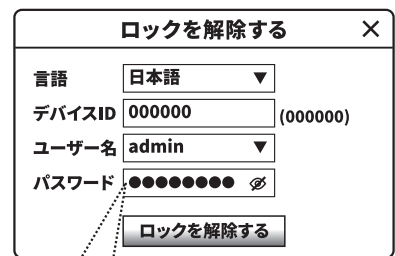 ロックを解除する ×
言語 日本語 ▼
デバイスID 000000 (000000)
ユーザー名 admin ▼
パスワード ●●●●●●●●
ロックを解除する